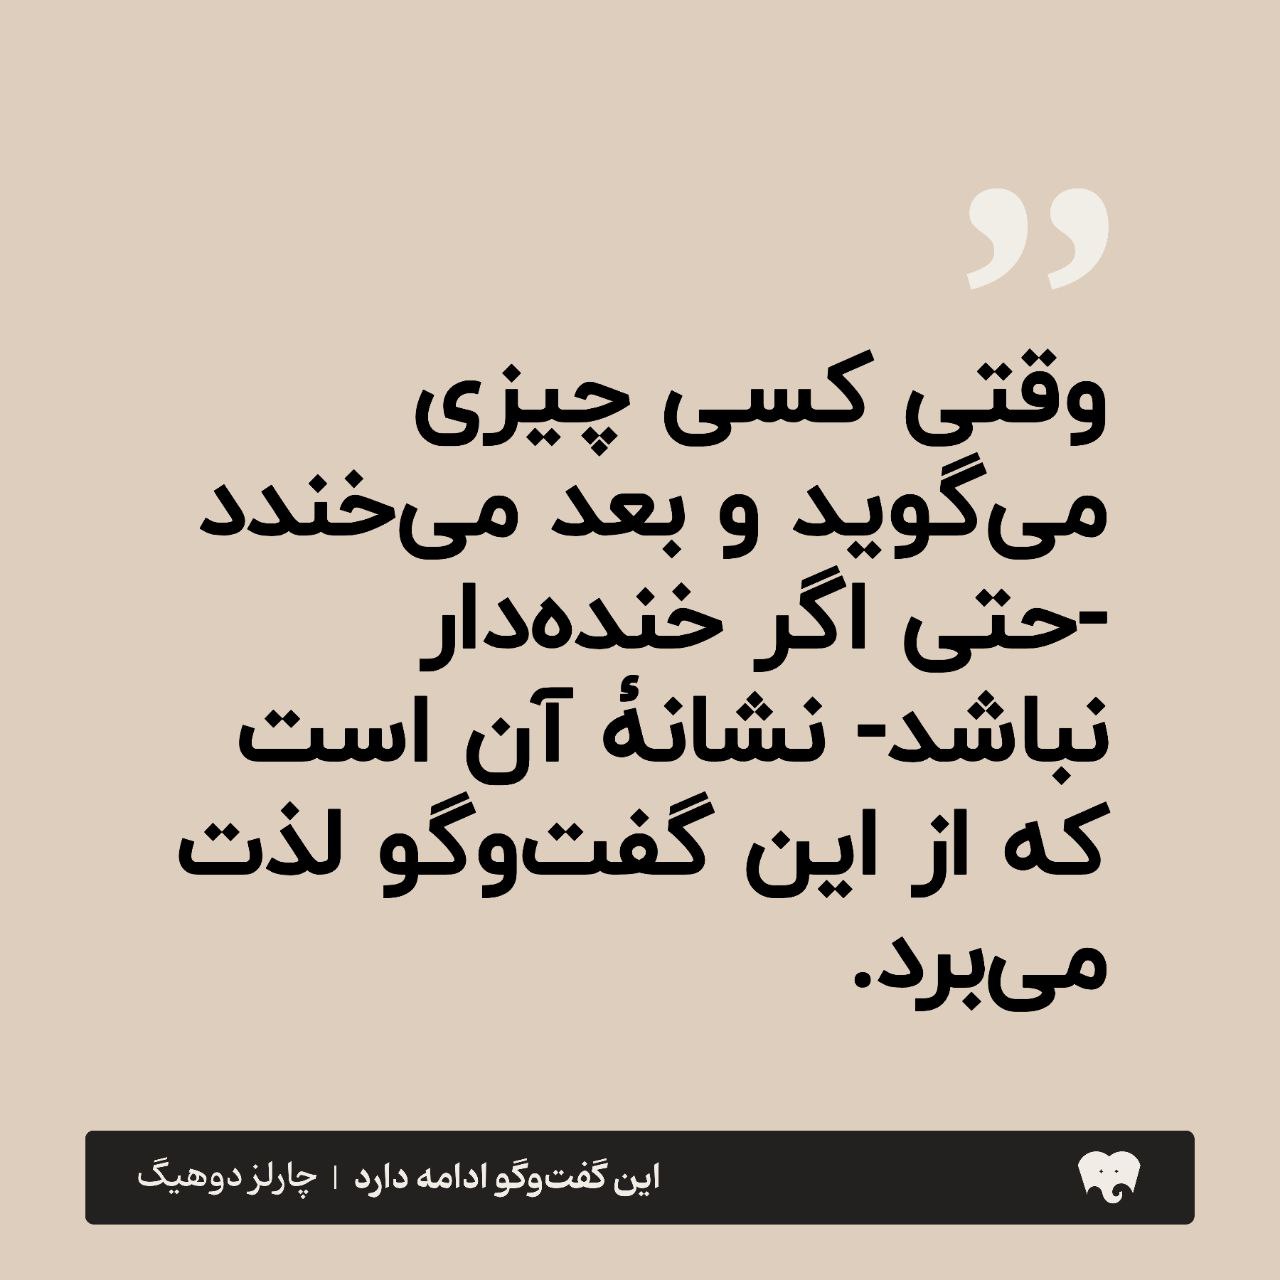 ”
وقتی کسی چیزی
می‌گوید و بعد می‌خندد
-حتی اگر خنده‌دار
نباشد- نشانهٔ آن است
که از این گفت‌وگو لذت
می‌برد.
این گفت‌وگو ادامه دارد | چارلز دوهیگ